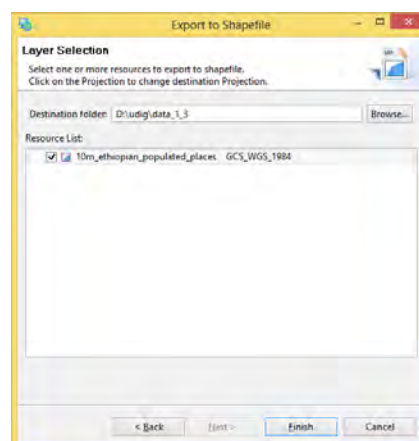 Export to Shapefile
Layer Selection
Select one or more resources to export to shapefile.
Click on the Projection to change destination Projection.
Destination folder: D:\udig\data_1_3 Browse...
Resource List:
10m_ethiopian_populated_places GCS_WGS_1984
< Back Next > Finish Cancel